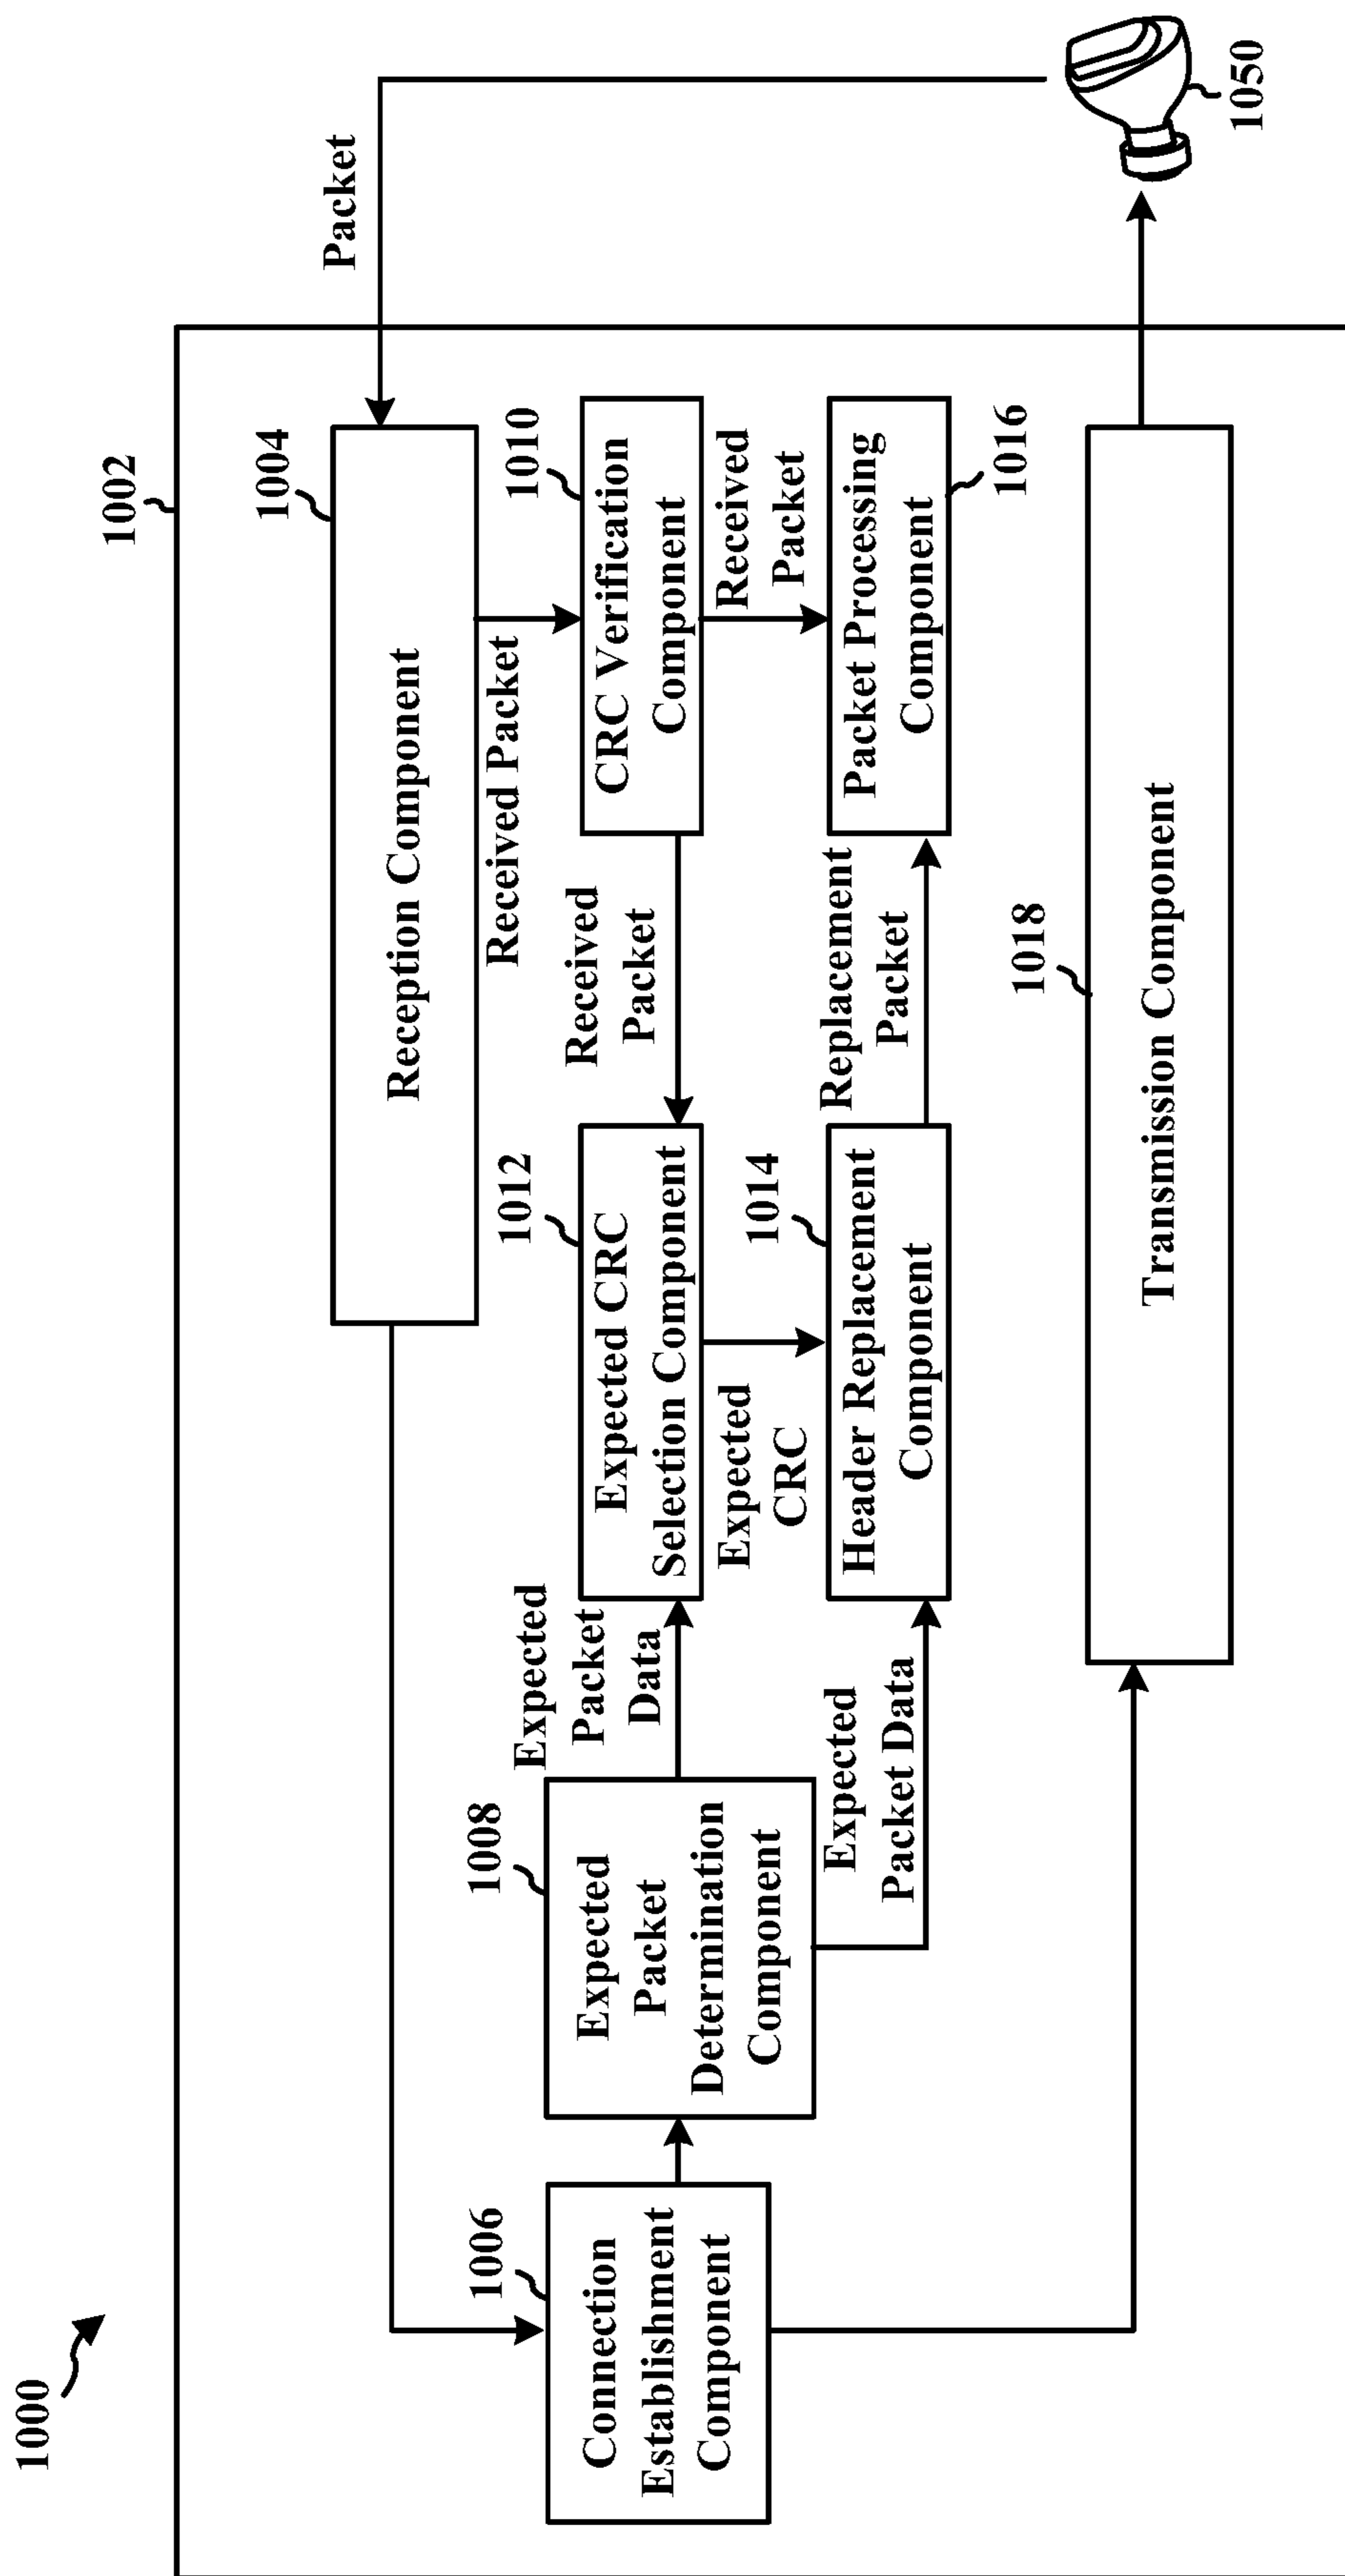 1000
1002
Packet
1004
Reception Component
Received Packet
1006
Connection
Establishment
Component
1008
Expected
Packet
Determination
Component
Expected
Packet
Data
1012
Expected CRC
Selection Component
Received
Packet
1010
CRC Verification
Component
Expected
Packet Data
Expected
CRC
1014
Header Replacement
Component
Replacement
Packet
Received
Packet
Packet Processing
Component
1016
1018
Transmission Component
1050